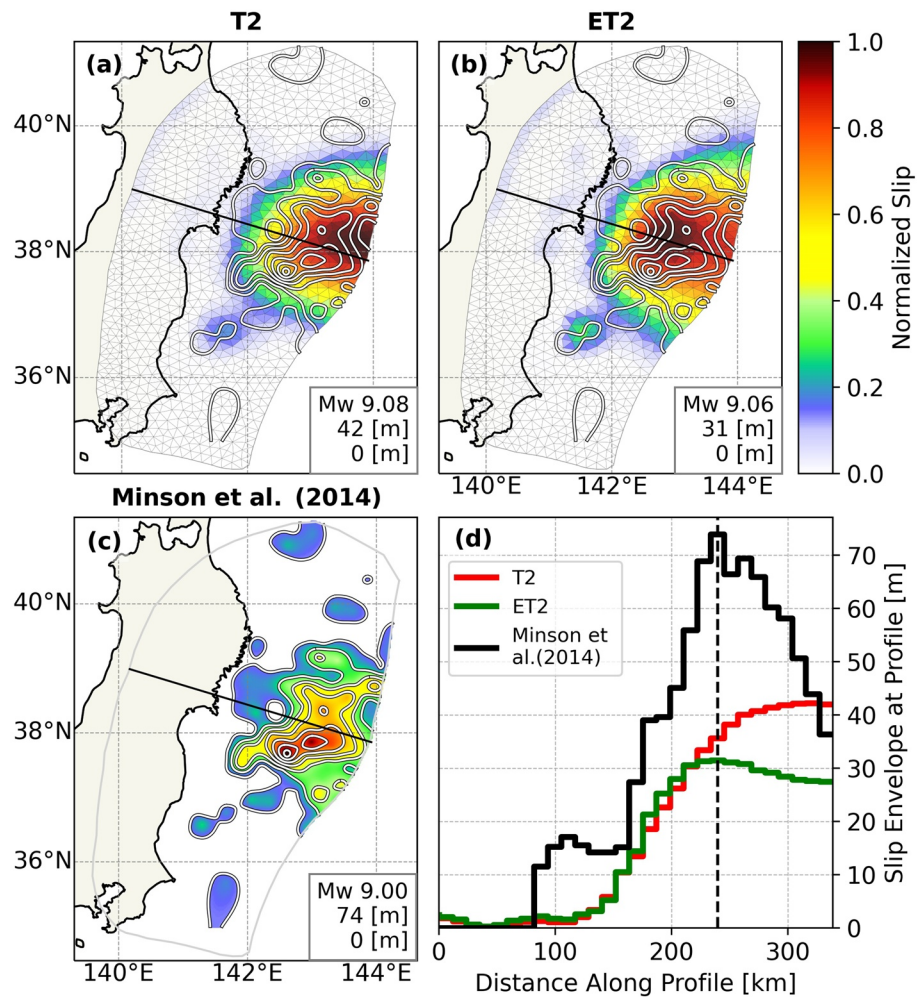 T2
ET2
(a)
(b)
40°N
38°N
36°N
Mw 9.08
42 [m]
0 [m]
Mw 9.06
31 [m]
0 [m]
140°E
142°E
144°E
1.0
0.8
0.6
0.4
0.2
0.0
Normalized Slip
Minson et al. (2014)
(c)
40°N
38°N
36°N
Mw 9.00
74 [m]
0 [m]
140°E
142°E
144°E
(d)
T2
ET2
Minson et
al.(2014)
70
60
50
40
30
20
10
0
Slip Envelope at Profile [m]
0
100
200
300
Distance Along Profile [km]